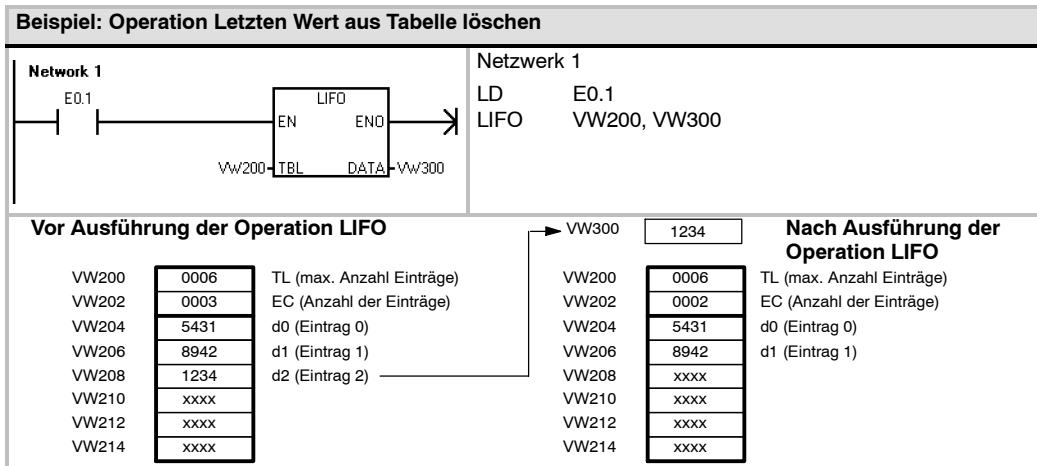 Beispiel: Operation Letzten Wert aus Tabelle löschen
Network 1
E0.1
LIFO
EN ENO
VW200 TBL DATA VW300
Netzwerk 1
LD E0.1
LIFO VW200, VW300
Vor Ausführung der Operation LIFO
VW200 0006 TL (max. Anzahl Einträge)
VW202 0003 EC (Anzahl der Einträge)
VW204 5431 d0 (Eintrag 0)
VW206 8942 d1 (Eintrag 1)
VW208 1234 d2 (Eintrag 2)
VW210 xxxx
VW212 xxxx
VW214 xxxx
VW300 1234
Nach Ausführung der
Operation LIFO
VW200 0006 TL (max. Anzahl Einträge)
VW202 0002 EC (Anzahl der Einträge)
VW204 5431 d0 (Eintrag 0)
VW206 8942 d1 (Eintrag 1)
VW208 xxxx
VW210 xxxx
VW212 xxxx
VW214 xxxx